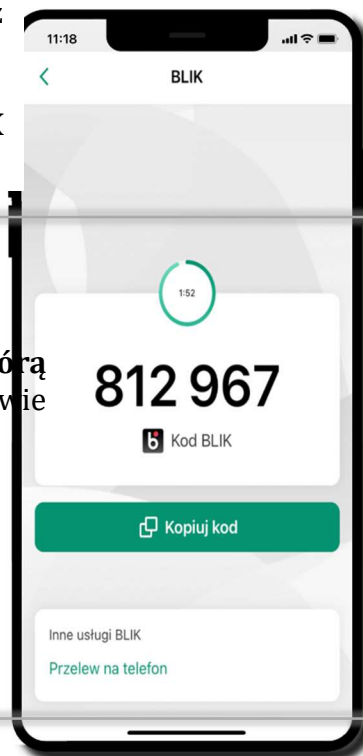 11:18
BLIK
1:52
812 967
Kod BLIK
Kopiuj kod
Inne usługi BLIK
Przelew na telefon
órą
wie